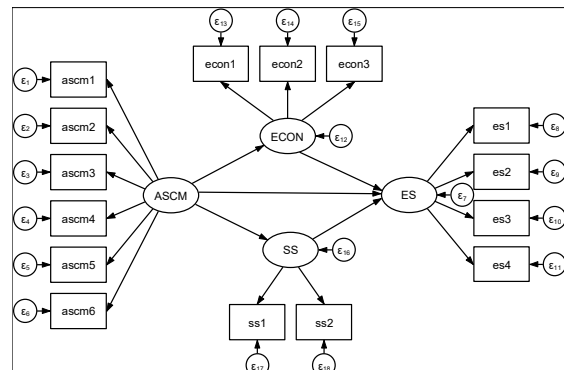 ε13 ε14 ε15
econ1 econ2 econ3
ε1 ascm1
ε2 ascm2
ε3 ascm3
ε4 ascm4
ε5 ascm5
ε6 ascm6
ECON ε12
ASCM
ES ε7
SS ε16
es1 ε8
es2 ε9
es3 ε10
es4 ε11
ss1 ss2
ε17 ε18